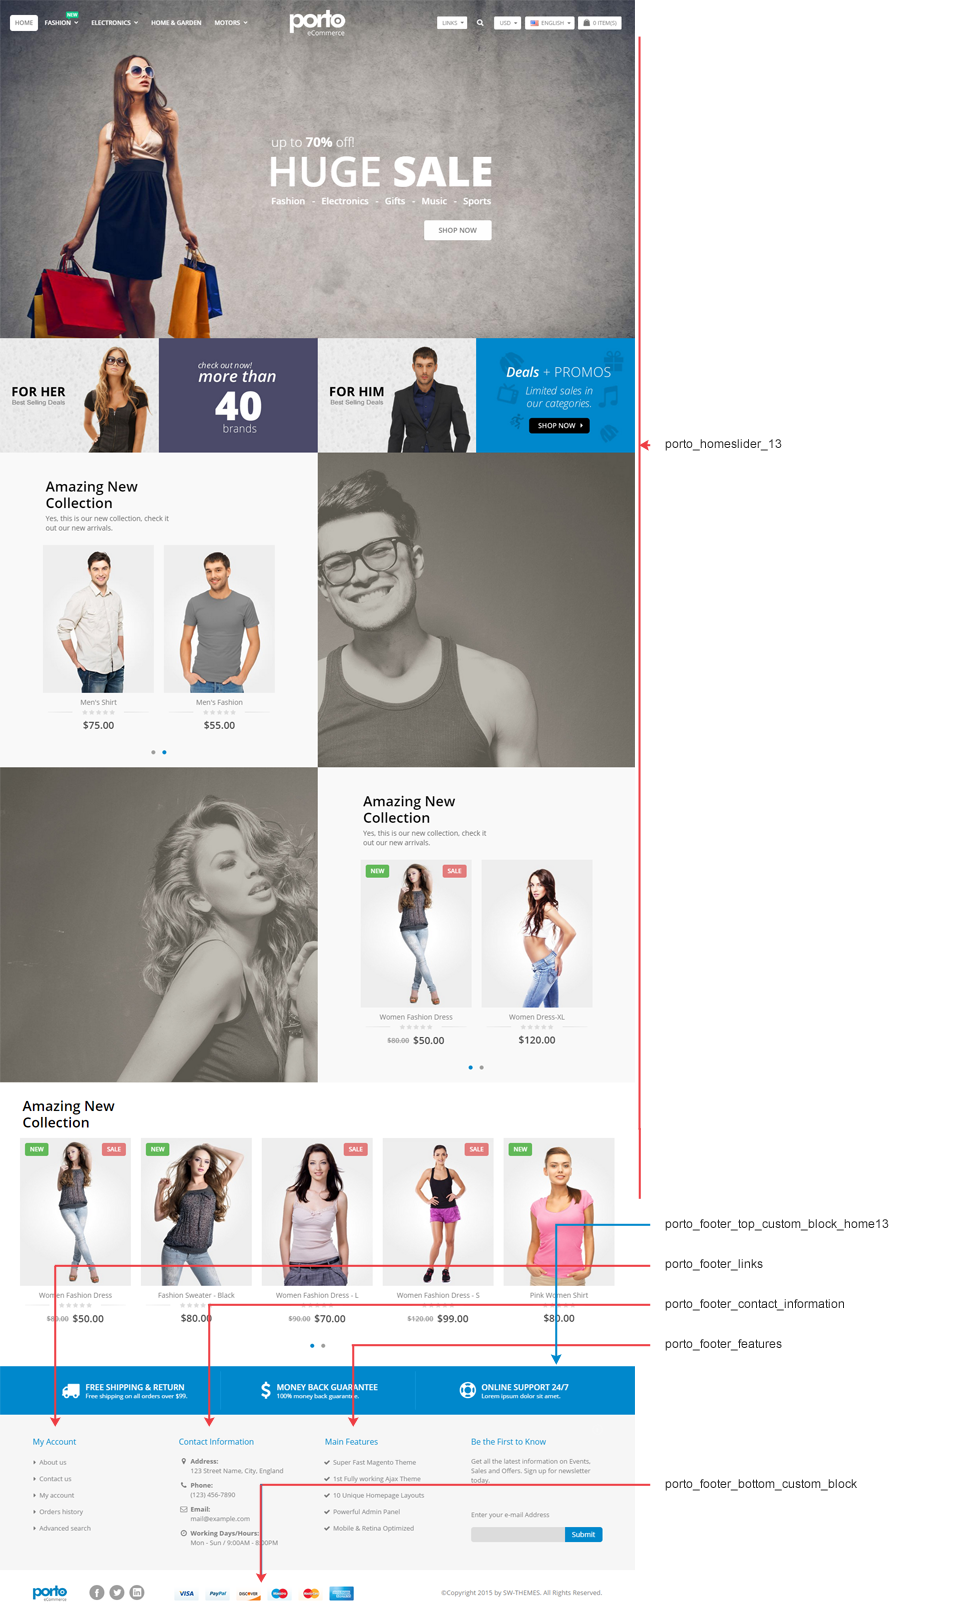 HOME
FASHION
NEW
ELECTRONICS
HOME & GARDEN
MOTORS
porto
eCommerce
LINKS
USD
ENGLISH
0 ITEM(S)
up to 70% off!
HUGE SALE
Fashion - Electronics - Gifts - Music - Sports
SHOP NOW
FOR HER
Best Selling Deals
check out now!
more than
40
brands
FOR HIM
Best Selling Deals
Deals + PROMOS
Limited sales in
our categories.
SHOP NOW
porto_homeslider_13
Amazing New
Collection
Yes, this is our new collection, check it
out our new arrivals.
Men's Shirt
$75.00
Men's Fashion
$55.00
Amazing New
Collection
Yes, this is our new collection, check it
out our new arrivals.
NEW
SALE
Women Fashion Dress
$80.00 $50.00
Women Dress-XL
$120.00
Amazing New
Collection
NEW
SALE
NEW
SALE
SALE
NEW
Women Fashion Dress
$80.00 $50.00
Fashion Sweater - Black
$80.00
Women Fashion Dress - L
$90.00 $70.00
Women Fashion Dress - S
$120.00 $99.00
Pink Women Shirt
$80.00
porto_footer_top_custom_block_home13
porto_footer_links
porto_footer_contact_information
porto_footer_features
FREE SHIPPING & RETURN
Free shipping on all orders over $99.
MONEY BACK GUARANTEE
100% money back guarantee.
ONLINE SUPPORT 24/7
Lorem ipsum dolor sit amet.
My Account
About us
Contact us
My account
Orders history
Advanced search
Contact Information
Address:
123 Street Name, City, England
Phone:
(123) 456-7890
Email:
mail@example.com
Working Days/Hours:
Mon - Sun / 9:00AM - 8:00PM
Main Features
Super Fast Magento Theme
1st Fully working Ajax Theme
10 Unique Homepage Layouts
Powerful Admin Panel
Mobile & Retina Optimized
Be the First to Know
Get all the latest information on Events,
Sales and Offers. Sign up for newsletter
today.
Enter your e-mail Address
Submit
porto_footer_bottom_custom_block
porto
eCommerce
VISA
PayPal
DISCOVER
Maestro
MasterCard
AMERICAN EXPRESS
©Copyright 2015 by SW-THEMES. All Rights Reserved.